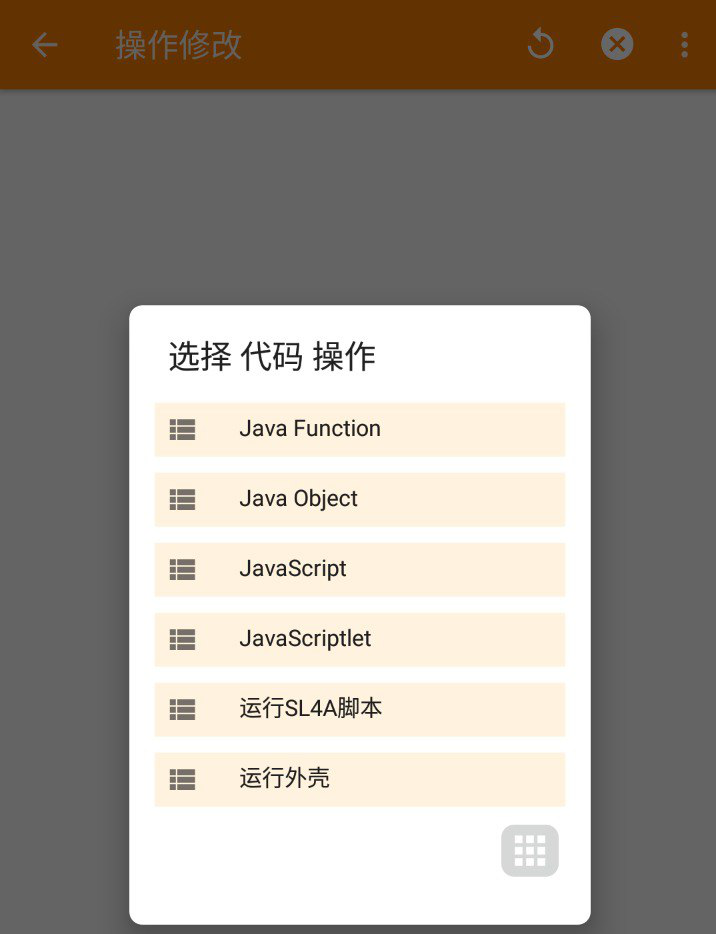 操作修改
选择 代码 操作
Java Function
Java Object
JavaScript
JavaScriptlet
运行SL4A脚本
运行外壳